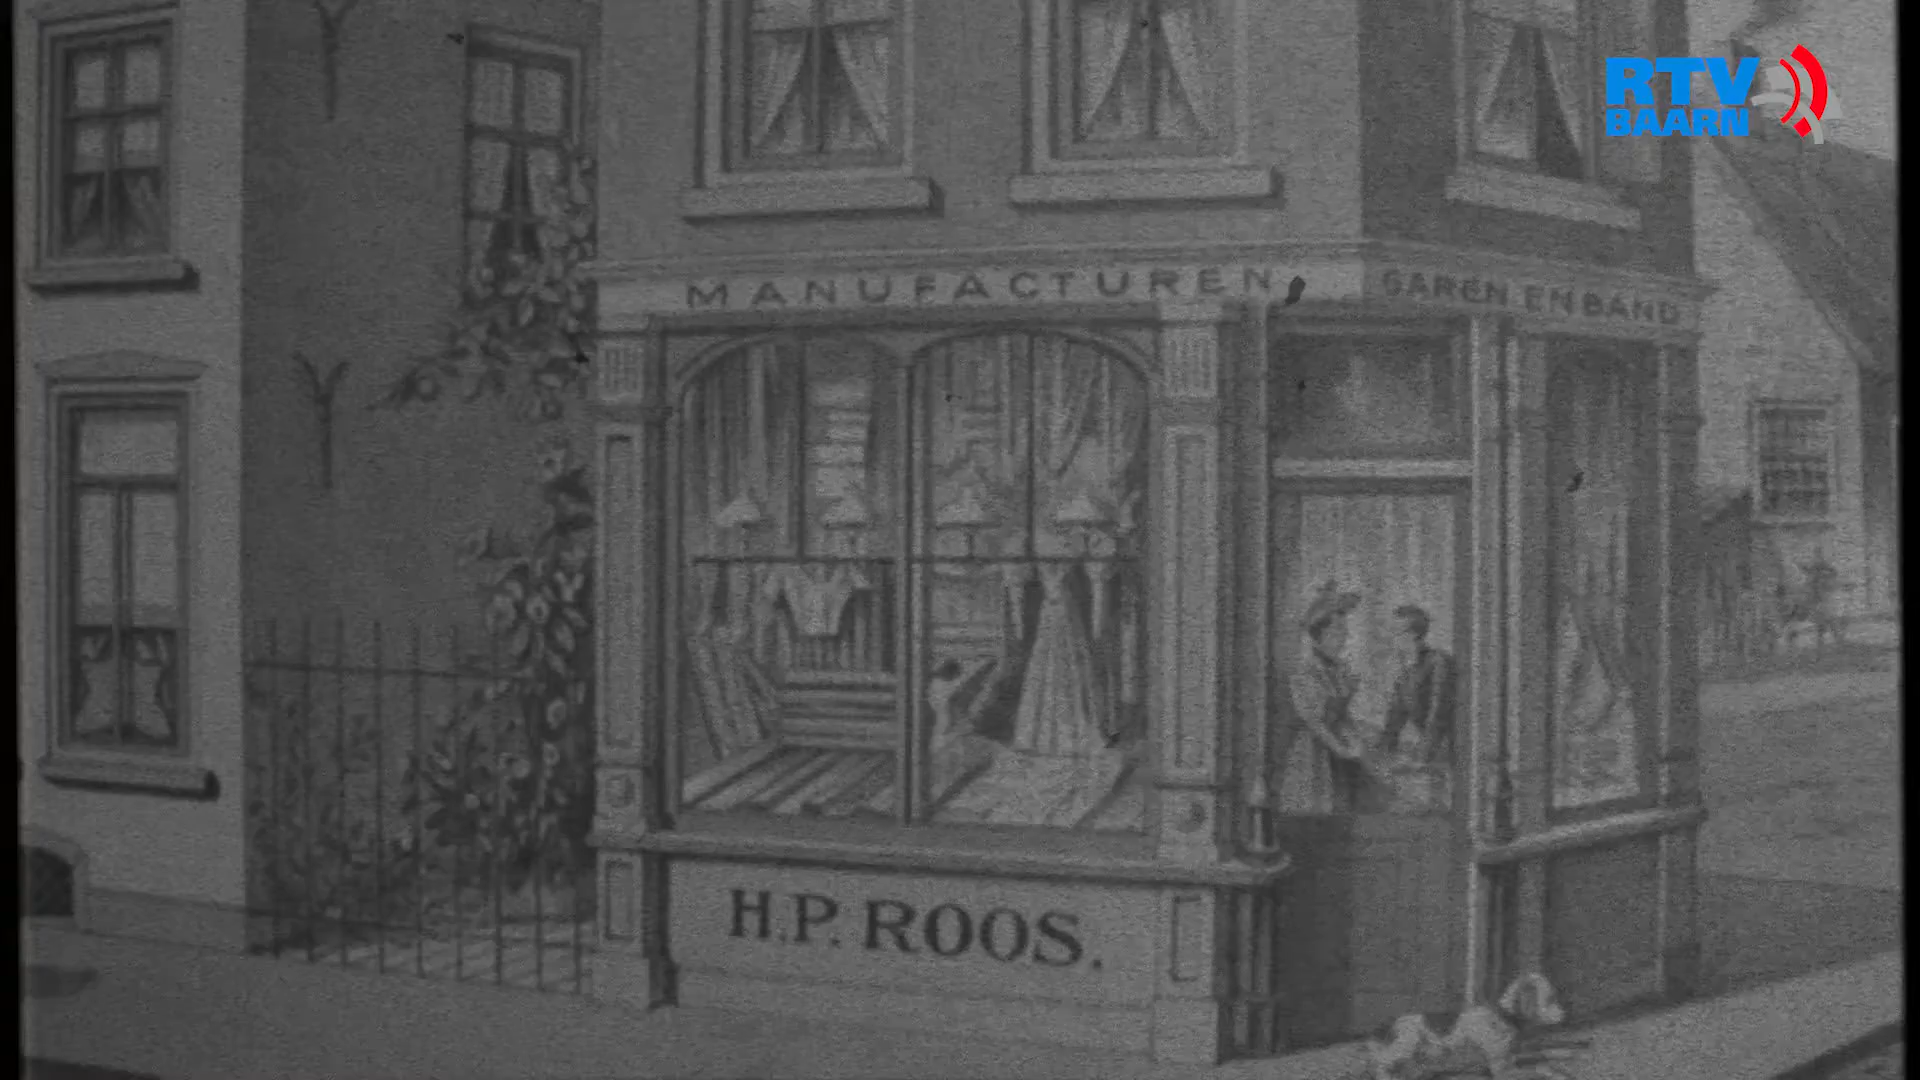 RTV
BAARN
MANUFACTUREN,
GAREN EN BAND
H.P. ROOS.